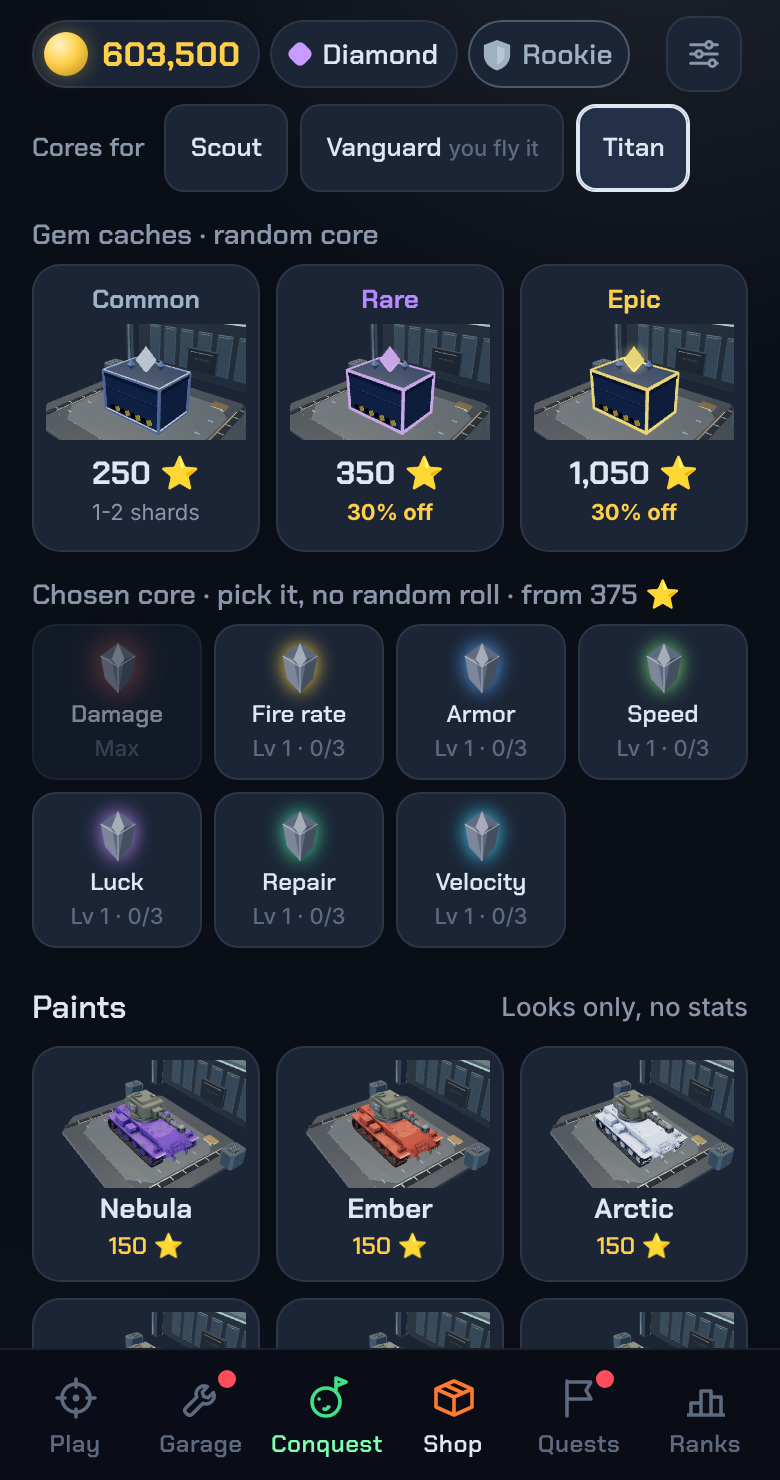 603,500 Diamond Rookie
Cores for Scout Vanguard you fly it Titan
Gem caches · random core
Common Rare Epic
250 ⭐ 350 ⭐ 1,050 ⭐
1-2 shards 30% off 30% off
Chosen core · pick it, no random roll · from 375 ⭐
Damage Fire rate Armor Speed
Max Lv 1 · 0/3 Lv 1 · 0/3 Lv 1 · 0/3
Luck Repair Velocity
Lv 1 · 0/3 Lv 1 · 0/3 Lv 1 · 0/3
Paints Looks only, no stats
Nebula Ember Arctic
150 ⭐ 150 ⭐ 150 ⭐
Play Garage Conquest Shop Quests Ranks